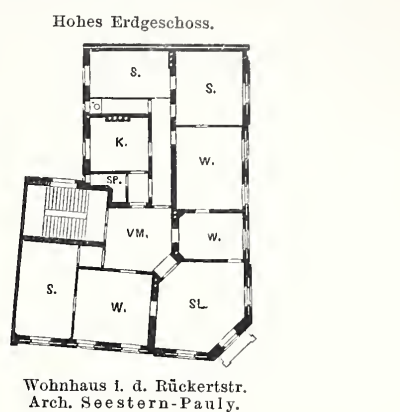 Hohes Erdgeschoss.
S.
S.
K.
W.
SP.
VM.
W.
S.
W.
SL.
Wohnhaus i. d. Rückertstr.
Arch. Seestern-Pauly.